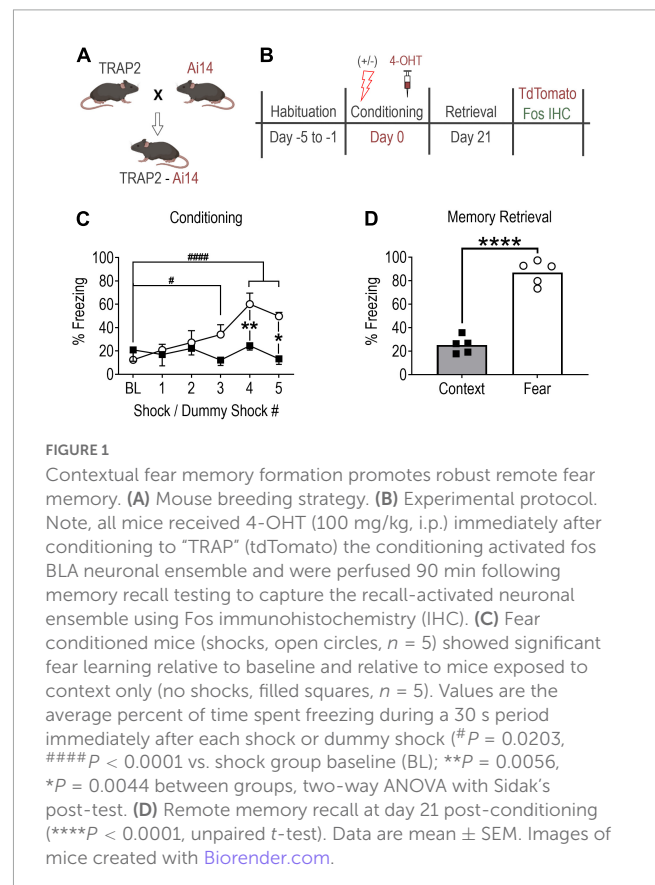 A
TRAP2
Ai14
X
TRAP2 - Ai14
B
(+/-)
4-OHT
TdTomato
Habituation
Conditioning
Retrieval
Fos IHC
Day -5 to -1
Day 0
Day 21
C
Conditioning
% Freezing
100
80
60
40
20
0
####
#
**
*
BL 1 2 3 4 5
Shock / Dummy Shock #
D
Memory Retrieval
% Freezing
100
80
60
40
20
0
****
Context Fear
FIGURE 1
Contextual fear memory formation promotes robust remote fear
memory. (A) Mouse breeding strategy. (B) Experimental protocol.
Note, all mice received 4-OHT (100 mg/kg, i.p.) immediately after
conditioning to “TRAP” (tdTomato) the conditioning activated fos
BLA neuronal ensemble and were perfused 90 min following
memory recall testing to capture the recall-activated neuronal
ensemble using Fos immunohistochemistry (IHC). (C) Fear
conditioned mice (shocks, open circles, n = 5) showed significant
fear learning relative to baseline and relative to mice exposed to
context only (no shocks, filled squares, n = 5). Values are the
average percent of time spent freezing during a 30 s period
immediately after each shock or dummy shock (#P = 0.0203,
####P < 0.0001 vs. shock group baseline (BL); **P = 0.0056,
*P = 0.0044 between groups, two-way ANOVA with Sidak’s
post-test. (D) Remote memory recall at day 21 post-conditioning
(****P < 0.0001, unpaired t-test). Data are mean ± SEM. Images of
mice created with Biorender.com.